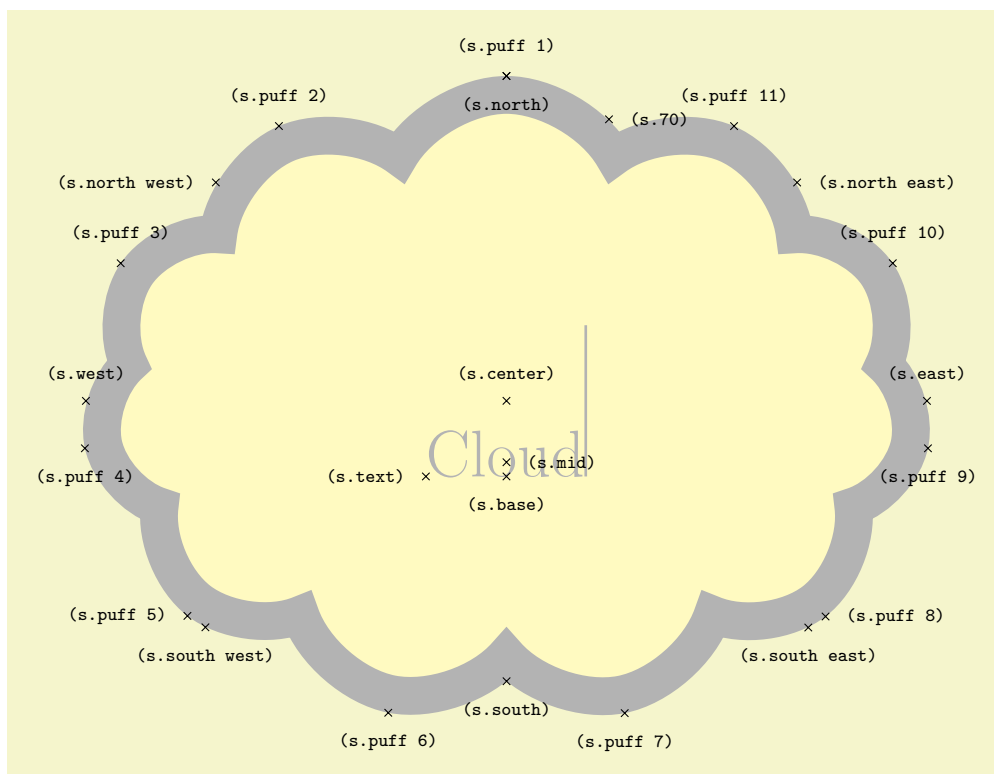 (s.puff 1)
(s.puff 2)
(s.puff 11)
(s.north)
(s.70)
(s.north west)
(s.north east)
(s.puff 3)
(s.puff 10)
(s.west)
(s.center)
(s.east)
Cloud
(s.mid)
(s.puff 4)
(s.text)
(s.puff 9)
(s.base)
(s.puff 5)
(s.puff 8)
(s.south west)
(s.south east)
(s.south)
(s.puff 6)
(s.puff 7)